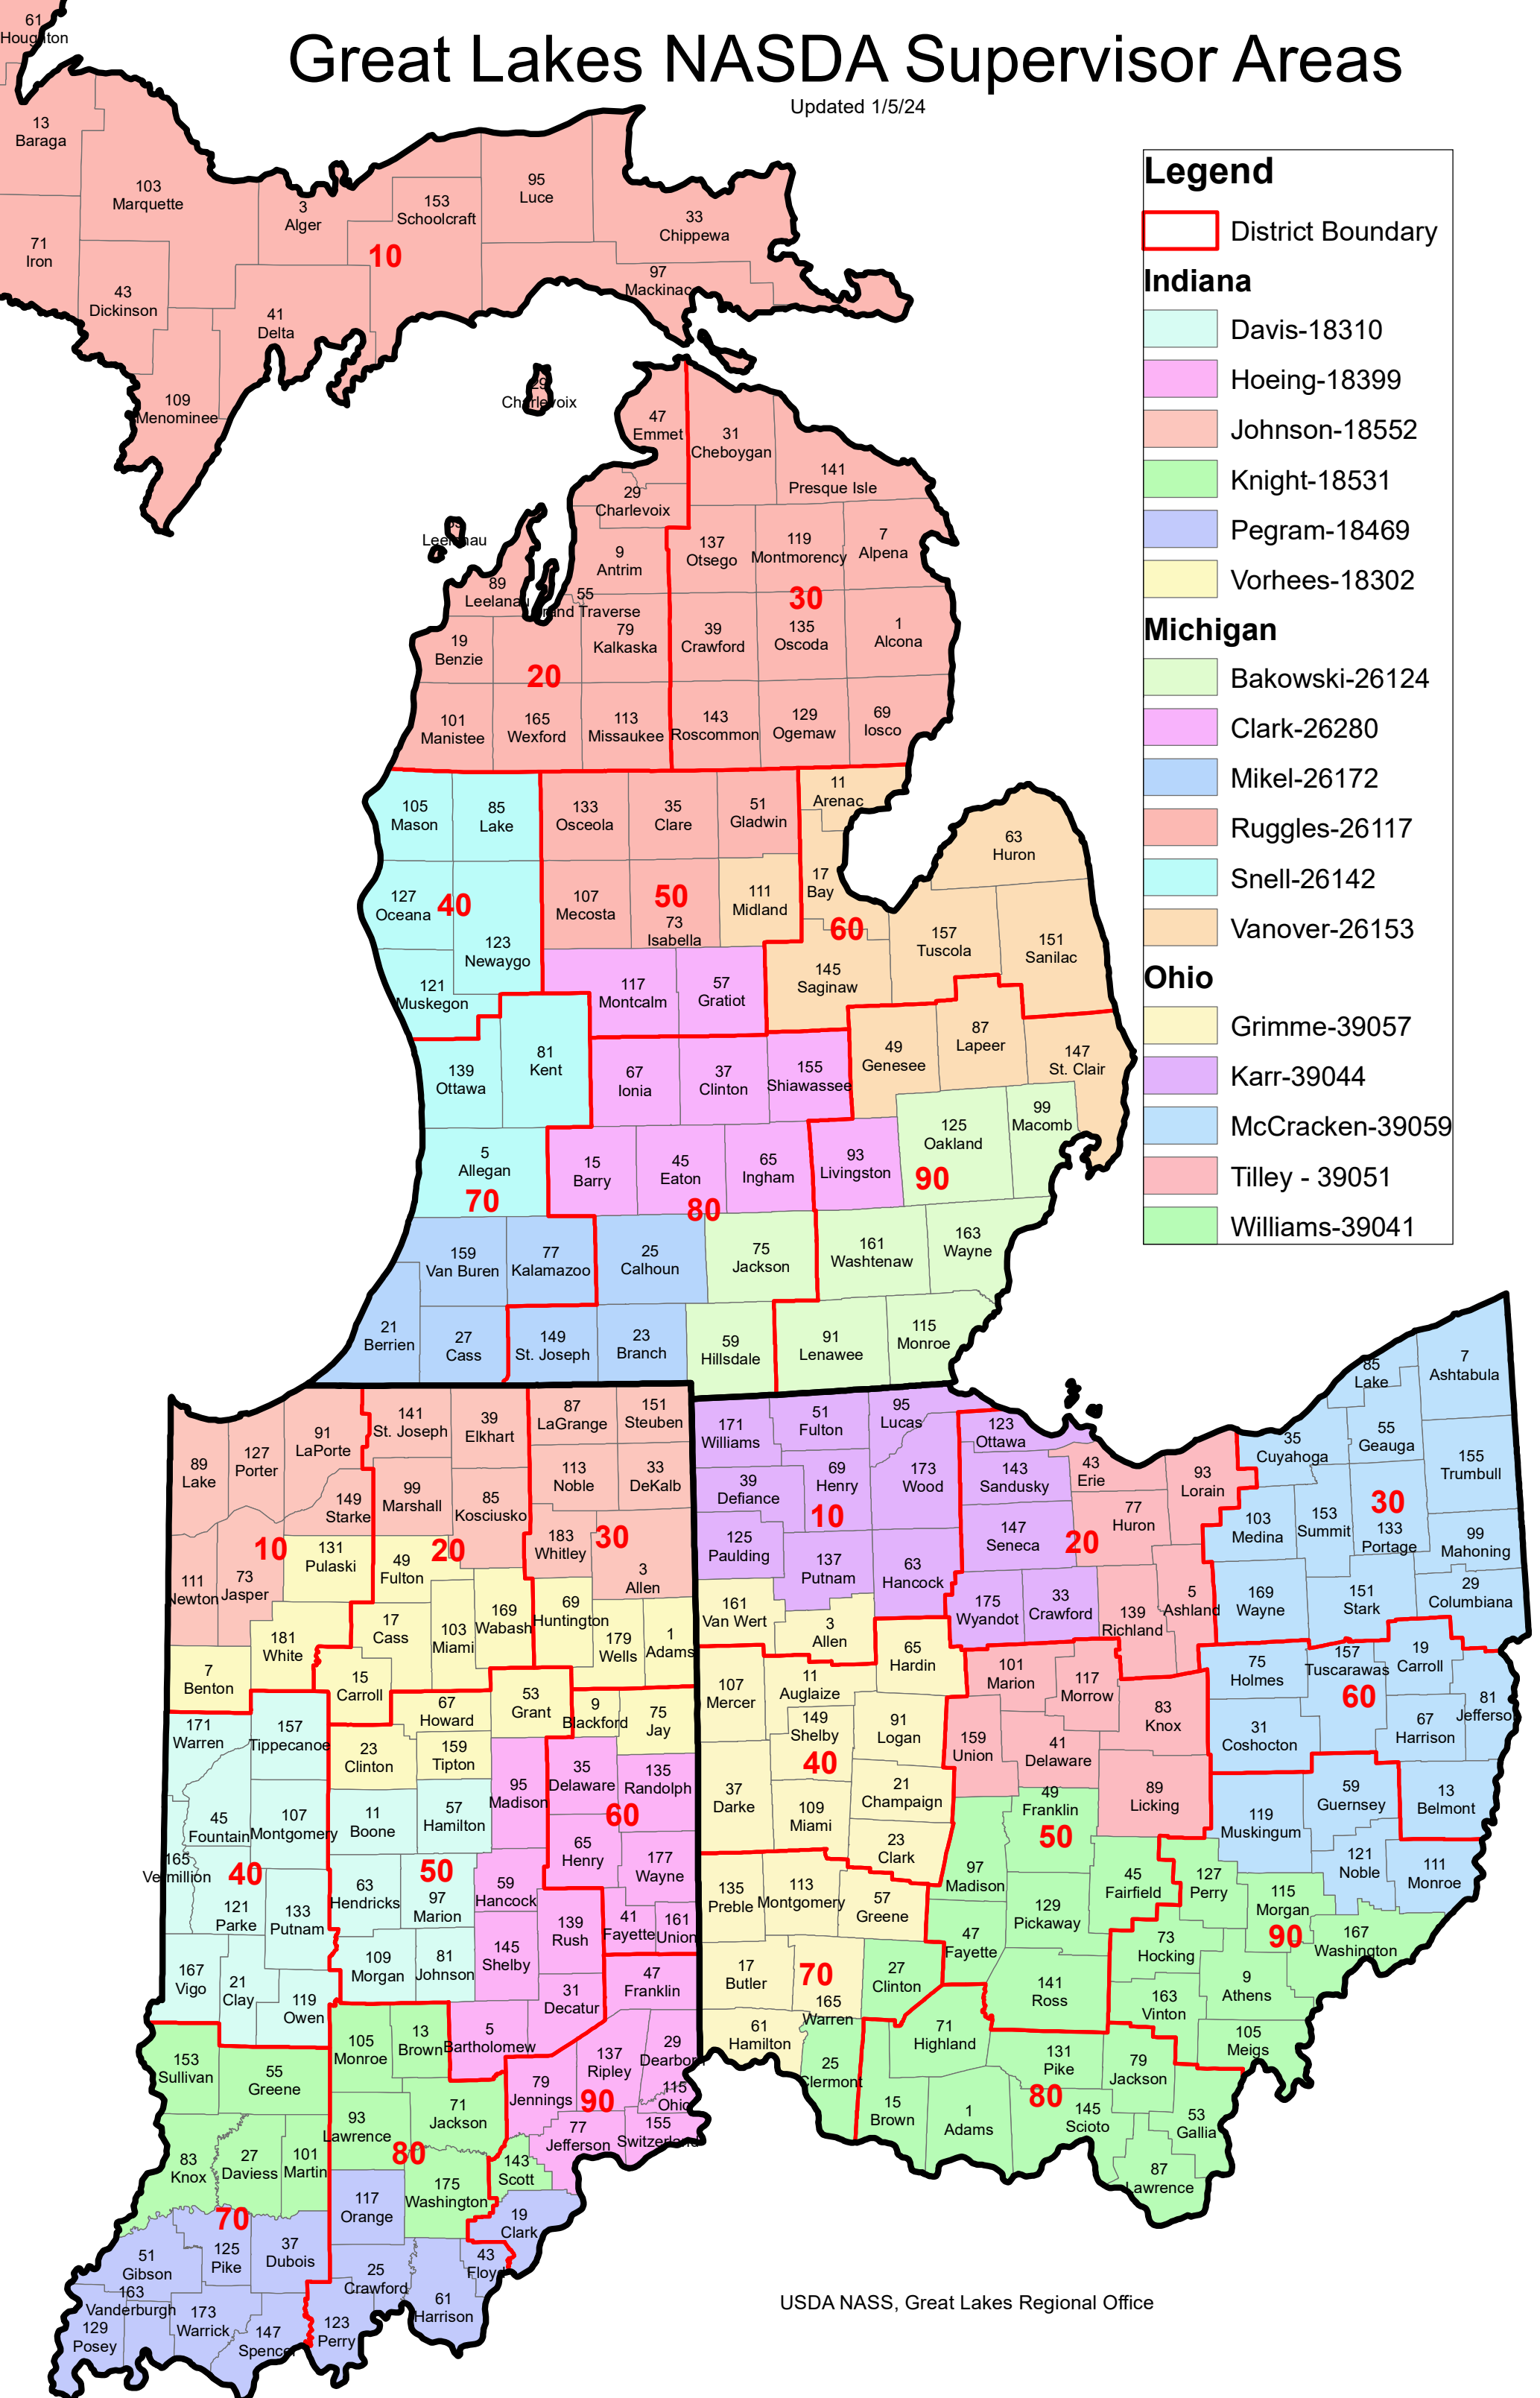 Great Lakes NASDA Supervisor Areas
Updated 1/5/24
Legend
District Boundary
Indiana
Davis-18310
Hoeing-18399
Johnson-18552
Knight-18531
Pegram-18469
Vorhees-18302
Michigan
Bakowski-26124
Clark-26280
Mikel-26172
Ruggles-26117
Snell-26142
Vanover-26153
Ohio
Grimme-39057
Karr-39044
McCracken-39059
Tilley - 39051
Williams-39041
61
Houghton
13
Baraga
103
Marquette
3
Alger
153
Schoolcraft
95
Luce
33
Chippewa
71
Iron
10
97
Mackinac
43
Dickinson
41
Delta
109
Menominee
29
Charlevoix
47
Emmet
31
Cheboygan
141
Presque Isle
29
Charlevoix
Leelanau
9
Antrim
137
Otsego
119
Montmorency
7
Alpena
89
Leelanau
55
Grand Traverse
30
19
Benzie
79
Kalkaska
39
Crawford
135
Oscoda
1
Alcona
20
101
Manistee
165
Wexford
113
Missaukee
143
Roscommon
129
Ogemaw
69
Iosco
105
Mason
85
Lake
133
Osceola
35
Clare
51
Gladwin
11
Arenac
63
Huron
127
Oceana
40
107
Mecosta
50
73
Isabella
111
Midland
17
Bay
60
157
Tuscola
151
Sanilac
123
Newaygo
121
Muskegon
117
Montcalm
57
Gratiot
145
Saginaw
139
Ottawa
81
Kent
67
Ionia
37
Clinton
155
Shiawassee
49
Genesee
87
Lapeer
147
St. Clair
5
Allegan
70
15
Barry
45
Eaton
65
Ingham
80
93
Livingston
125
Oakland
99
Macomb
90
159
Van Buren
77
Kalamazoo
25
Calhoun
75
Jackson
161
Washtenaw
163
Wayne
21
Berrien
27
Cass
149
St. Joseph
23
Branch
59
Hillsdale
91
Lenawee
115
Monroe
89
Lake
127
Porter
91
LaPorte
141
St. Joseph
39
Elkhart
87
LaGrange
151
Steuben
149
Starke
99
Marshall
85
Kosciusko
113
Noble
33
DeKalb
10
20
30
111
Newton
73
Jasper
131
Pulaski
49
Fulton
183
Whitley
3
Allen
181
White
17
Cass
103
Miami
169
Wabash
69
Huntington
179
Wells
1
Adams
7
Benton
15
Carroll
67
Howard
53
Grant
9
Blackford
75
Jay
171
Warren
157
Tippecanoe
23
Clinton
159
Tipton
95
Madison
35
Delaware
135
Randolph
60
45
Fountain
107
Montgomery
11
Boone
57
Hamilton
65
Henry
177
Wayne
165
Vermillion
40
50
121
Parke
133
Putnam
63
Hendricks
97
Marion
59
Hancock
139
Rush
41
Fayette
161
Union
167
Vigo
21
Clay
119
Owen
109
Morgan
81
Johnson
145
Shelby
31
Decatur
47
Franklin
153
Sullivan
55
Greene
105
Monroe
13
Brown
5
Bartholomew
137
Ripley
29
Dearborn
79
Jennings
90
115
Ohio
83
Knox
27
Daviess
101
Martin
93
Lawrence
71
Jackson
77
Jefferson
155
Switzerland
80
143
Scott
175
Washington
70
117
Orange
19
Clark
51
Gibson
125
Pike
37
Dubois
25
Crawford
43
Floyd
163
Vanderburgh
61
Harrison
129
Posey
173
Warrick
147
Spencer
123
Perry
171
Williams
51
Fulton
95
Lucas
123
Ottawa
85
Lake
7
Ashtabula
39
Defiance
69
Henry
173
Wood
143
Sandusky
43
Erie
93
Lorain
35
Cuyahoga
55
Geauga
155
Trumbull
10
20
30
125
Paulding
137
Putnam
63
Hancock
147
Seneca
77
Huron
103
Medina
153
Summit
133
Portage
99
Mahoning
161
Van Wert
3
Allen
175
Wyandot
33
Crawford
139
Richland
5
Ashland
169
Wayne
151
Stark
29
Columbiana
107
Mercer
11
Auglaize
65
Hardin
101
Marion
117
Morrow
83
Knox
75
Holmes
157
Tuscarawas
19
Carroll
60
149
Shelby
91
Logan
159
Union
41
Delaware
31
Coshocton
67
Harrison
81
Jefferso
40
37
Darke
109
Miami
21
Champaign
49
Franklin
50
89
Licking
119
Muskingum
59
Guernsey
13
Belmont
23
Clark
97
Madison
45
Fairfield
127
Perry
121
Noble
111
Monroe
135
Preble
113
Montgomery
57
Greene
129
Pickaway
115
Morgan
90
167
Washington
47
Fayette
73
Hocking
17
Butler
70
165
Warren
27
Clinton
141
Ross
163
Vinton
9
Athens
61
Hamilton
71
Highland
131
Pike
79
Jackson
105
Meigs
25
Clermont
80
15
Brown
1
Adams
145
Scioto
53
Gallia
87
Lawrence
USDA NASS, Great Lakes Regional Office